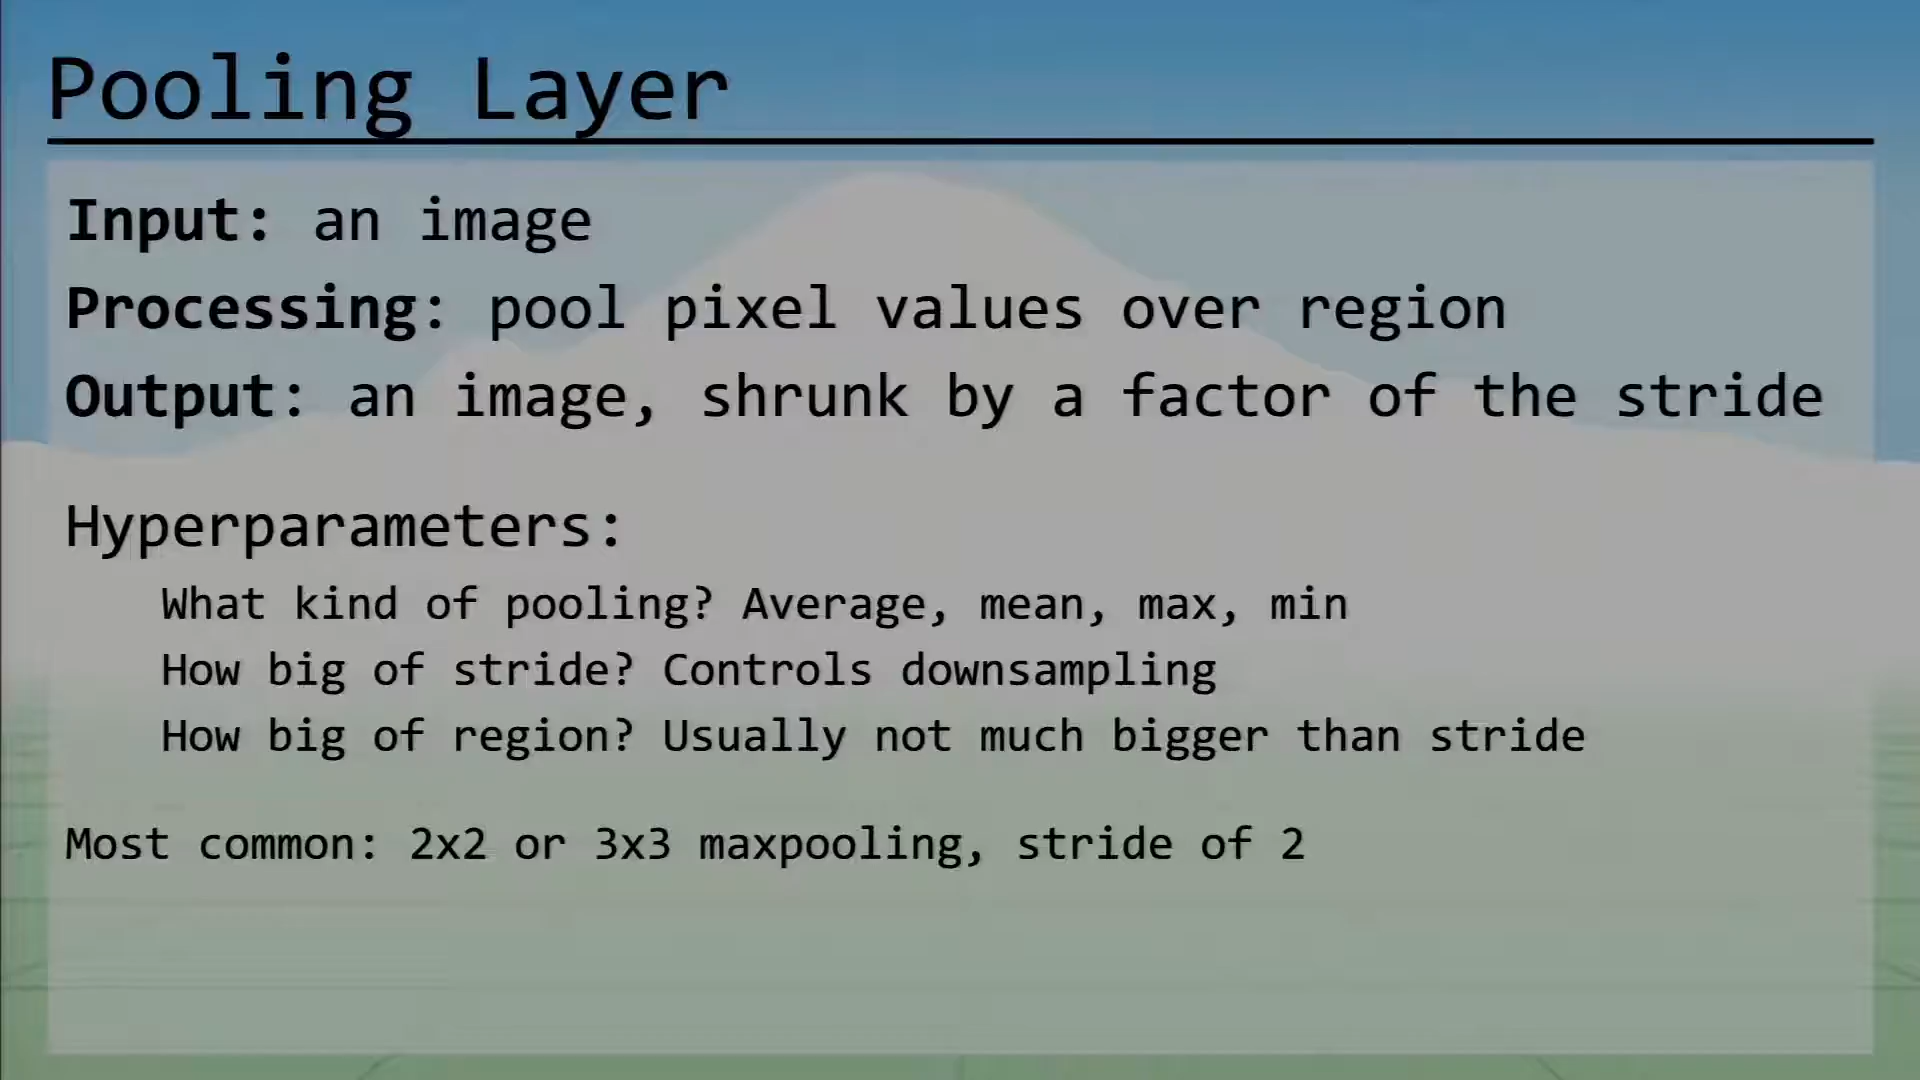 Pooling Layer
Input: an image
Processing: pool pixel values over region
Output: an image, shrunk by a factor of the stride
Hyperparameters:
What kind of pooling? Average, mean, max, min
How big of stride? Controls downsampling
How big of region? Usually not much bigger than stride
Most common: 2x2 or 3x3 maxpooling, stride of 2